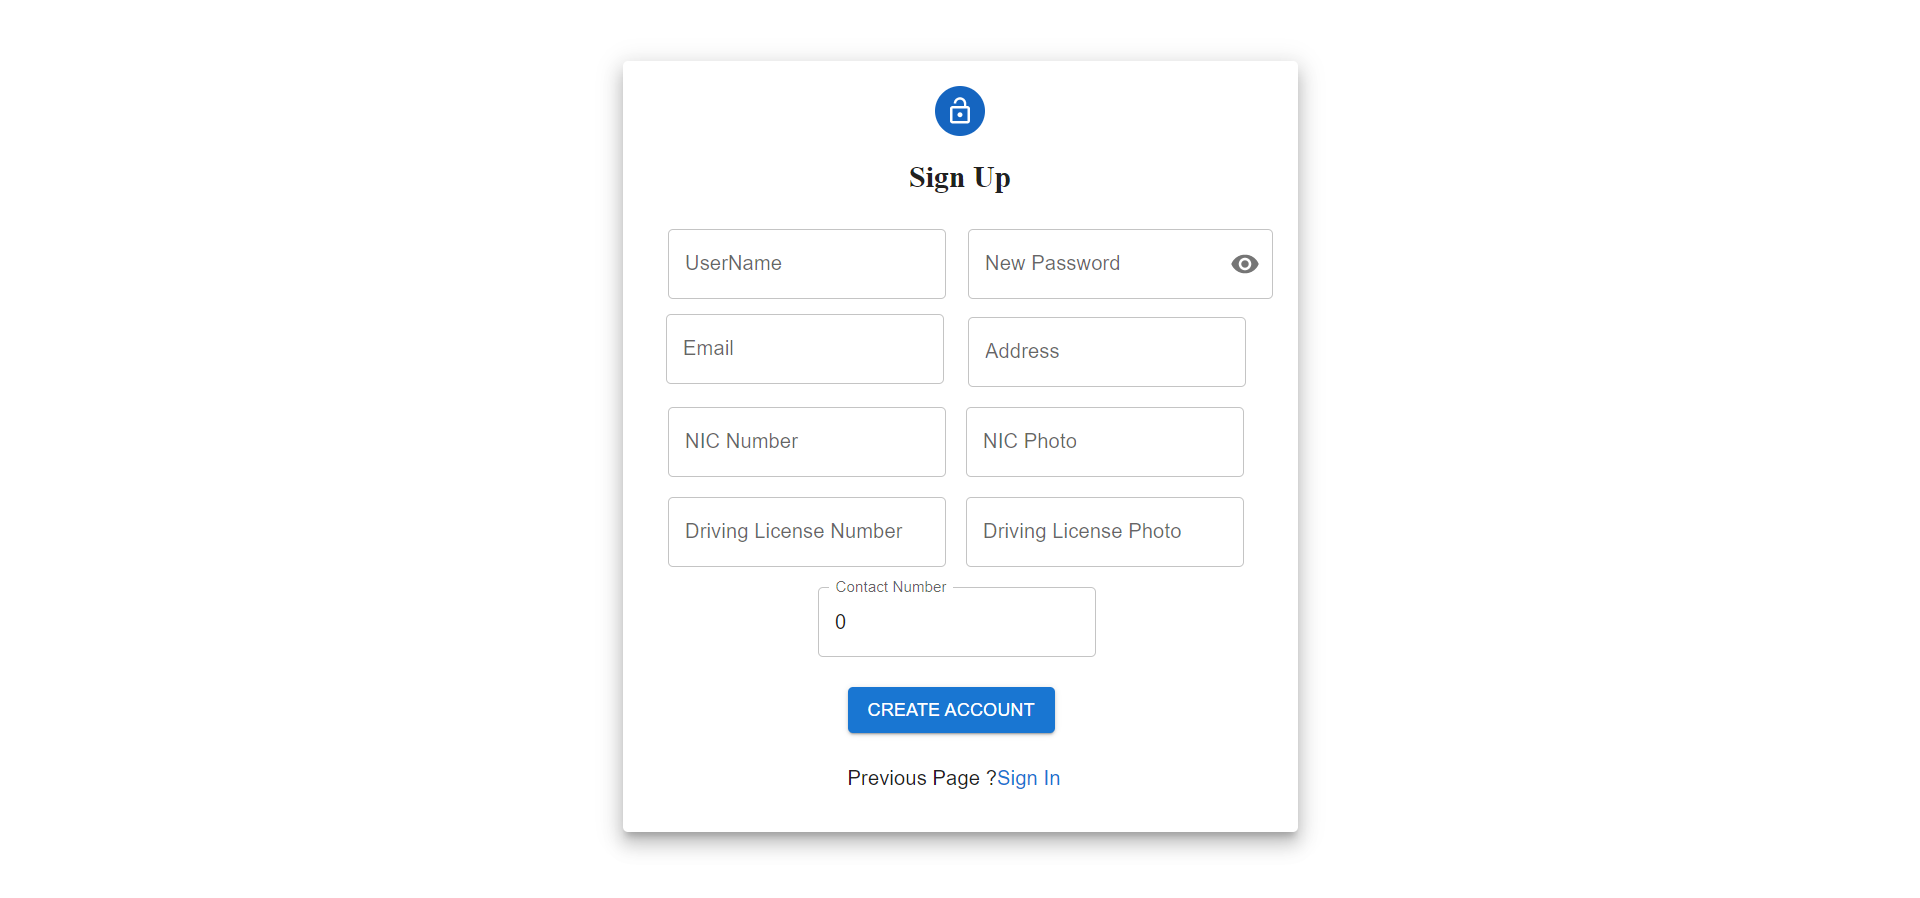 Sign Up
UserName
New Password
Email
Address
NIC Number
NIC Photo
Driving License Number
Driving License Photo
Contact Number
0
CREATE ACCOUNT
Previous Page ?Sign In